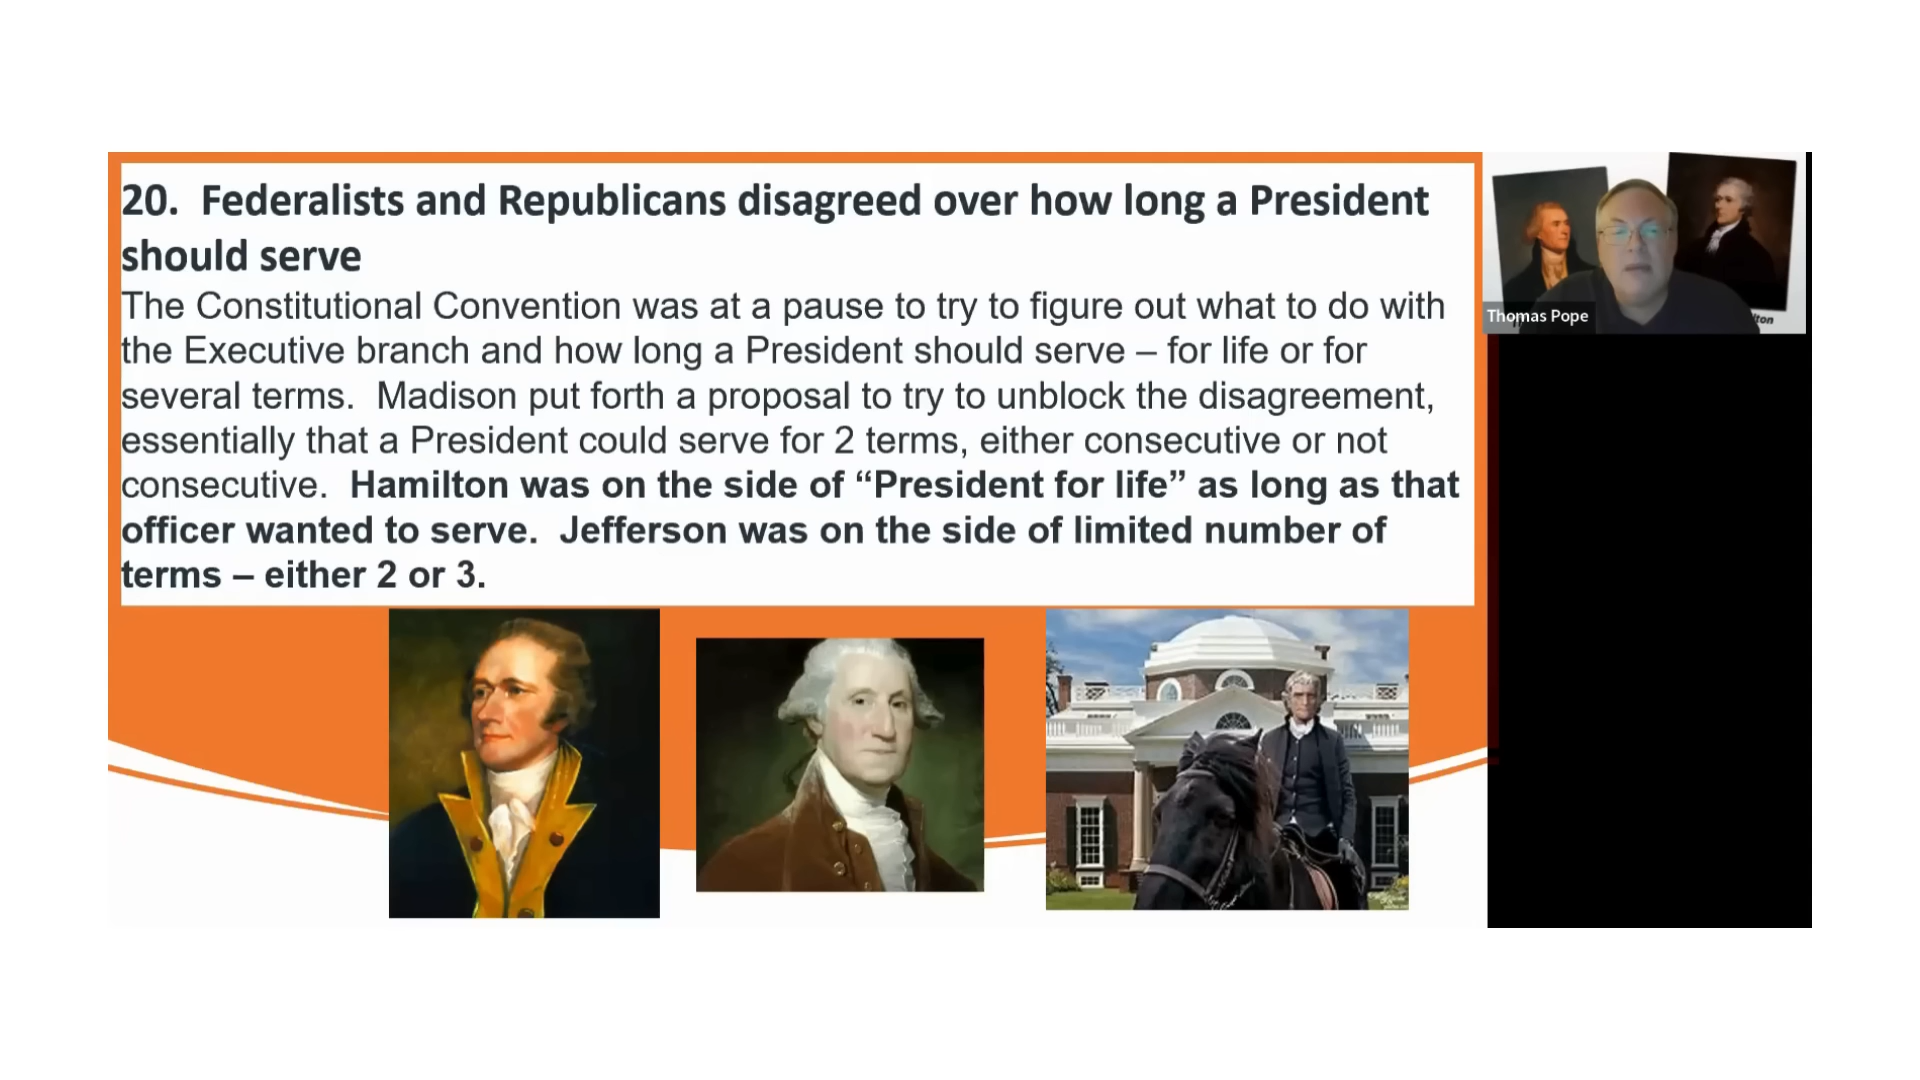 20.  Federalists and Republicans disagreed over how long a President
should serve
The Constitutional Convention was at a pause to try to figure out what to do with
the Executive branch and how long a President should serve – for life or for
several terms.  Madison put forth a proposal to try to unblock the disagreement,
essentially that a President could serve for 2 terms, either consecutive or not
consecutive.  Hamilton was on the side of “President for life” as long as that
officer wanted to serve.  Jefferson was on the side of limited number of
terms – either 2 or 3.
Thomas Pope